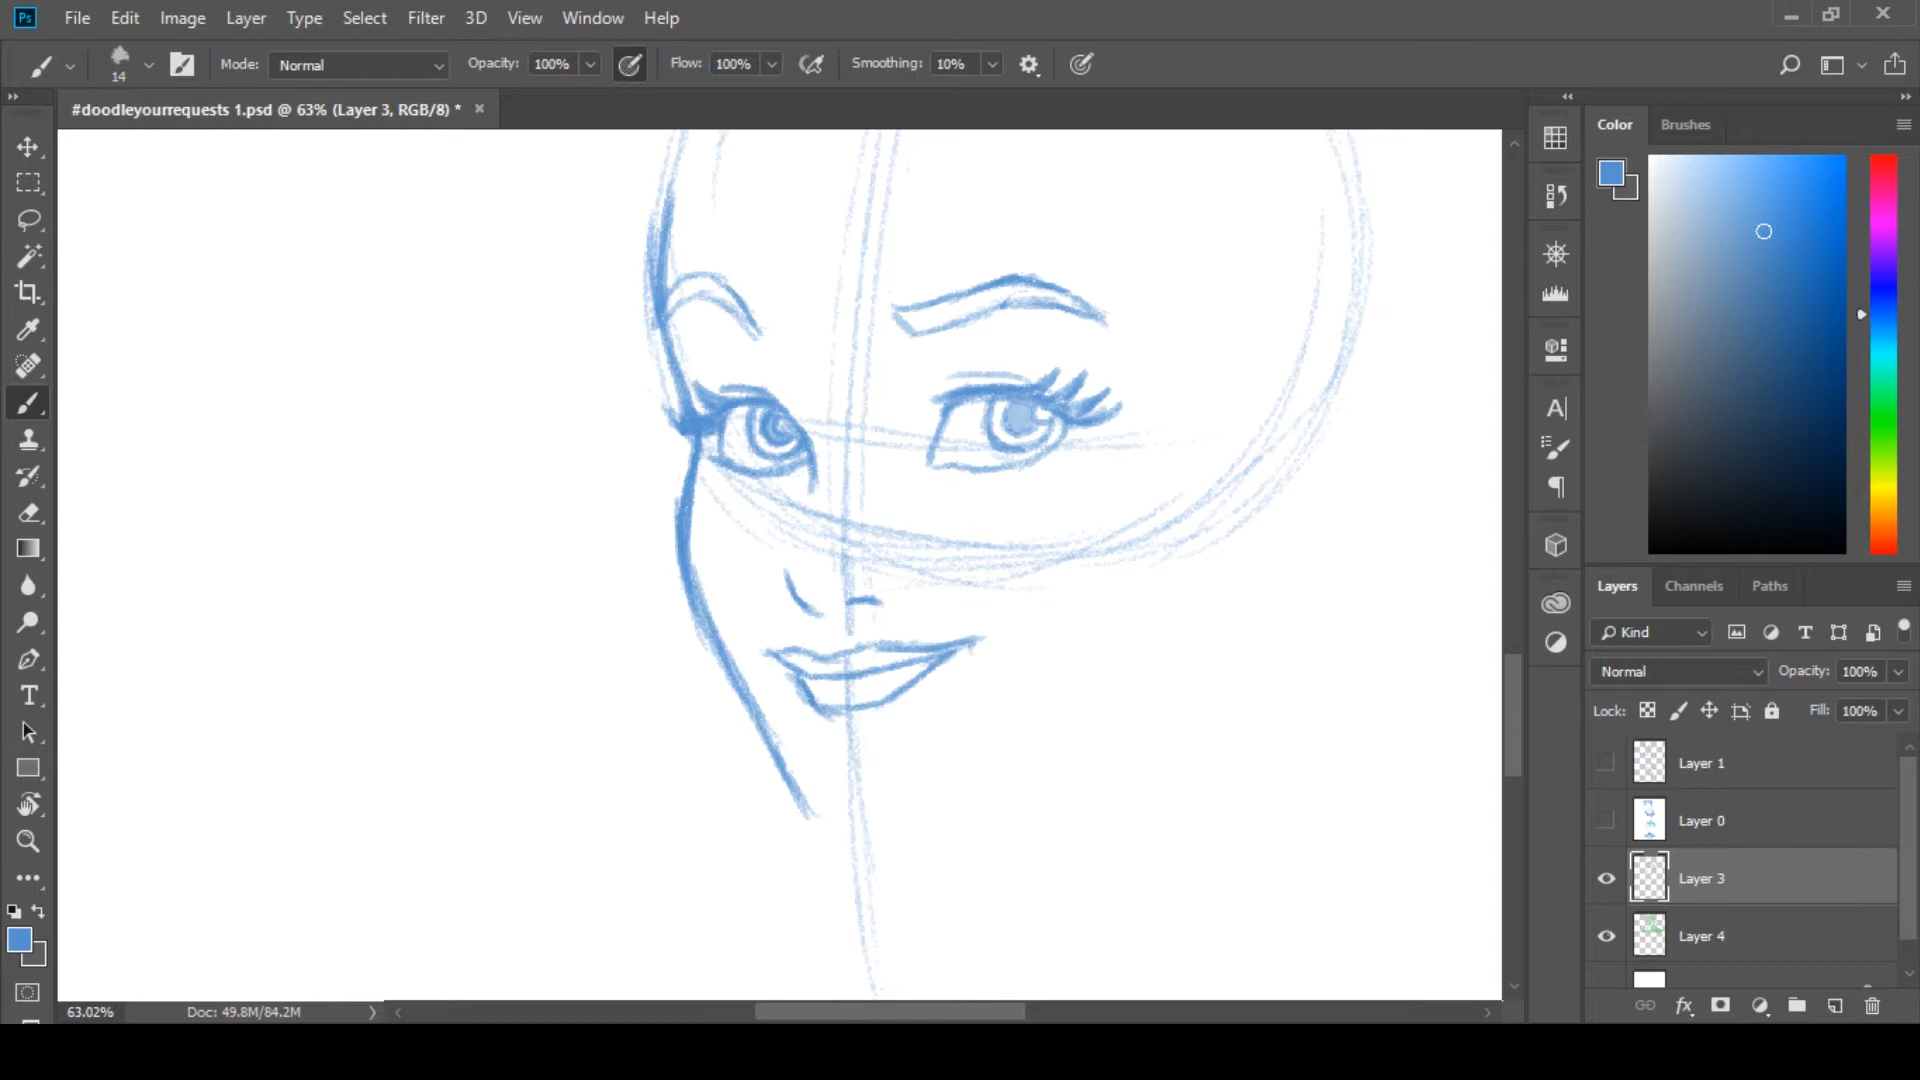 Ps File Edit Image Layer Type Select Filter 3D View Window Help
14 Mode: Normal Opacity: 100% Flow: 100% Smoothing: 10%
#doodleyourrequests 1.psd @ 63% (Layer 3, RGB/8) *
Color Brushes
Layers Channels Paths
Kind
Normal Opacity: 100%
Lock: Fill: 100%
Layer 1
Layer 0
Layer 3
Layer 4
fx
63.02% Doc: 49.8M/84.2M